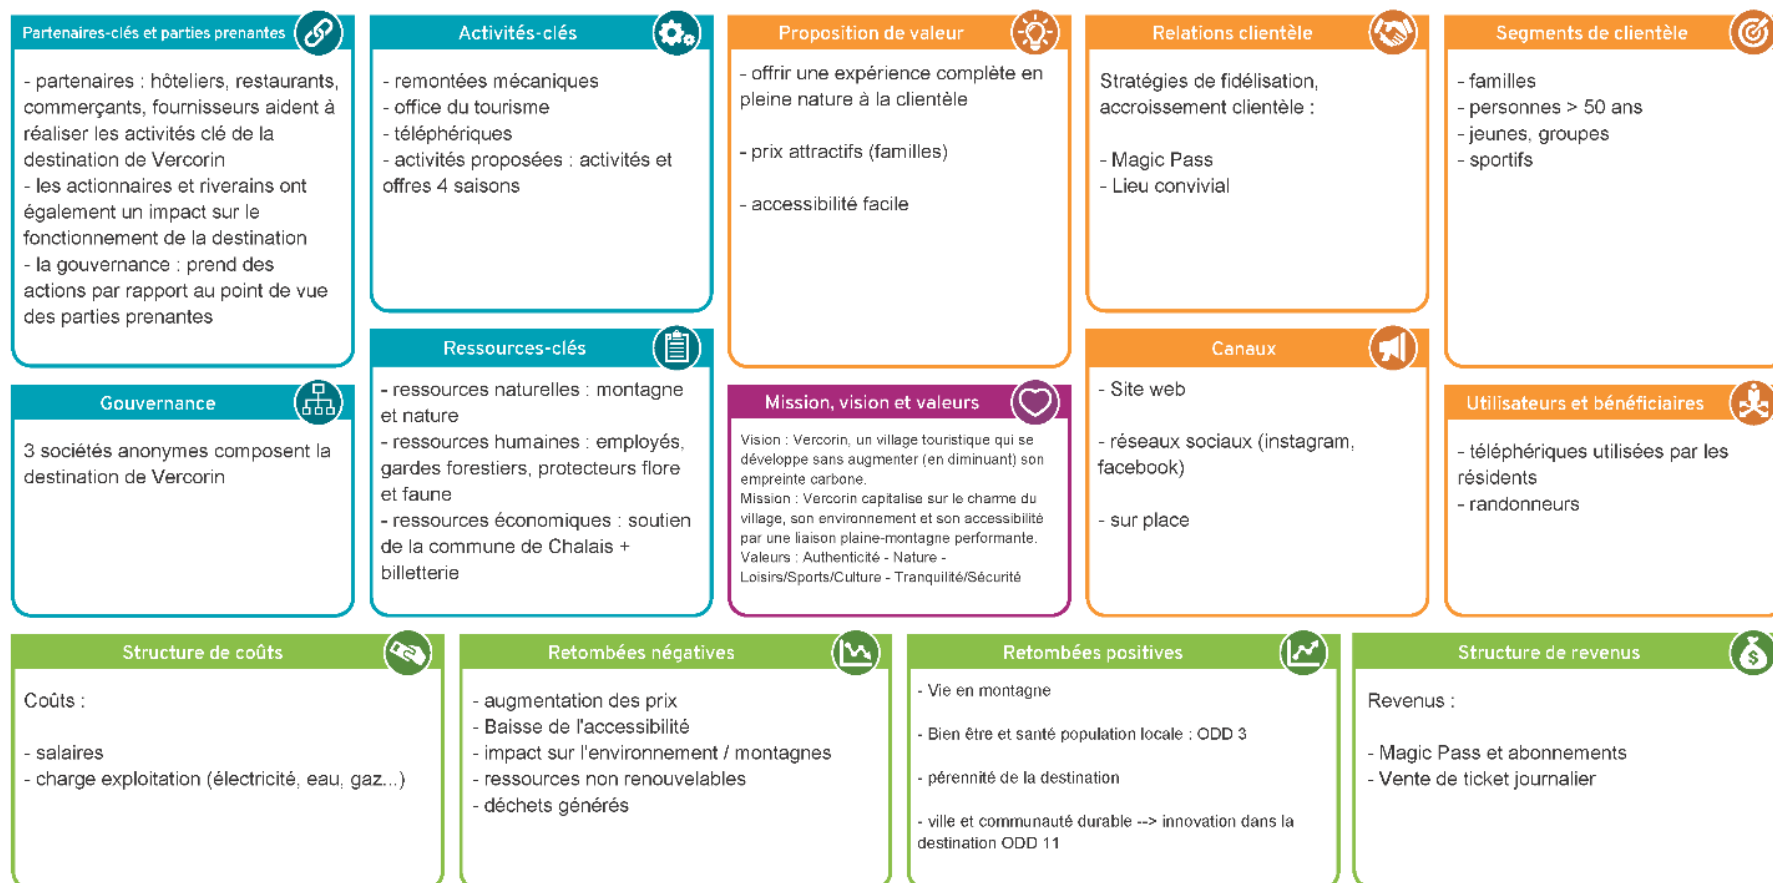 Partenaires-clés et parties prenantes
- partenaires : hôteliers, restaurants,
commerçants, fournisseurs aident à
réaliser les activités clé de la
destination de Vercorin
- les actionnaires et riverains ont
également un impact sur le
fonctionnement de la destination
- la gouvernance : prend des
actions par rapport au point de vue
des parties prenantes
Gouvernance
3 sociétés anonymes composent la
destination de Vercorin
Activités-clés
- remontées mécaniques
- office du tourisme
- téléphériques
- activités proposées : activités et
offres 4 saisons
Ressources-clés
- ressources naturelles : montagne
et nature
- ressources humaines : employés,
gardes forestiers, protecteurs flore
et faune
- ressources économiques : soutien
de la commune de Chalais +
billetterie
Proposition de valeur
- offrir une expérience complète en
pleine nature à la clientèle
- prix attractifs (familles)
- accessibilité facile
Mission, vision et valeurs
Vision : Vercorin, un village touristique qui se
développe sans augmenter (en diminuant) son
empreinte carbone.
Mission : Vercorin capitalise sur le charme du
village, son environnement et son accessibilité
par une liaison plaine-montagne performante.
Valeurs : Authenticité - Nature -
Loisirs/Sports/Culture - Tranquilité/Sécurité
Relations clientèle
Stratégies de fidélisation,
accroissement clientèle :
- Magic Pass
- Lieu convivial
Canaux
- Site web
- réseaux sociaux (instagram,
facebook)
- sur place
Segments de clientèle
- familles
- personnes > 50 ans
- jeunes, groupes
- sportifs
Utilisateurs et bénéficiaires
- téléphériques utilisées par les
résidents
- randonneurs
Structure de coûts
Coûts :
- salaires
- charge exploitation (électricité, eau, gaz...)
Retombées négatives
- augmentation des prix
- Baisse de l'accessibilité
- impact sur l'environnement / montagnes
- ressources non renouvelables
- déchets générés
Retombées positives
- Vie en montagne
- Bien être et santé population locale : ODD 3
- pérennité de la destination
- ville et communauté durable --> innovation dans la
destination ODD 11
Structure de revenus
$
Revenus :
- Magic Pass et abonnements
- Vente de ticket journalier